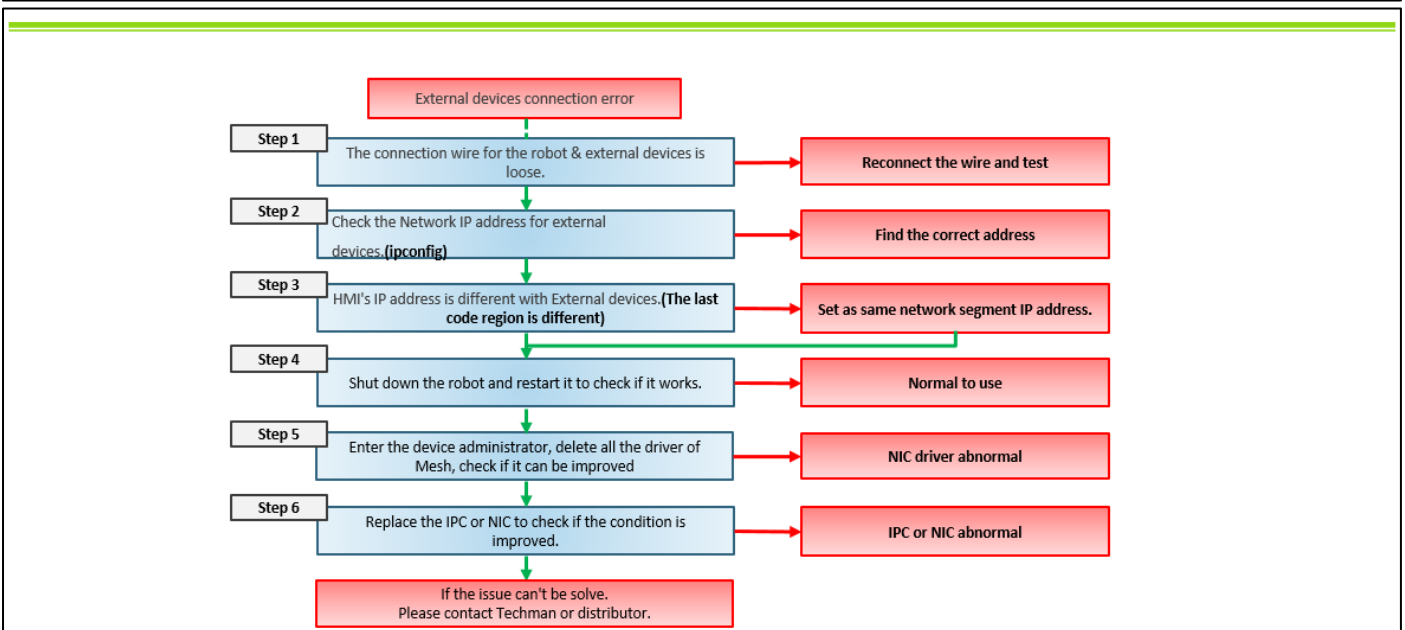 External devices connection error
Step 1
The connection wire for the robot & external devices is
loose.
Reconnect the wire and test
Step 2
Check the Network IP address for external
devices.(ipconfig)
Find the correct address
Step 3
HMI's IP address is different with External devices.(The last
code region is different)
Set as same network segment IP address.
Step 4
Shut down the robot and restart it to check if it works.
Normal to use
Step 5
Enter the device administrator, delete all the driver of
Mesh, check if it can be improved
NIC driver abnormal
Step 6
Replace the IPC or NIC to check if the condition is
improved.
IPC or NIC abnormal
If the issue can't be solve.
Please contact Techman or distributor.